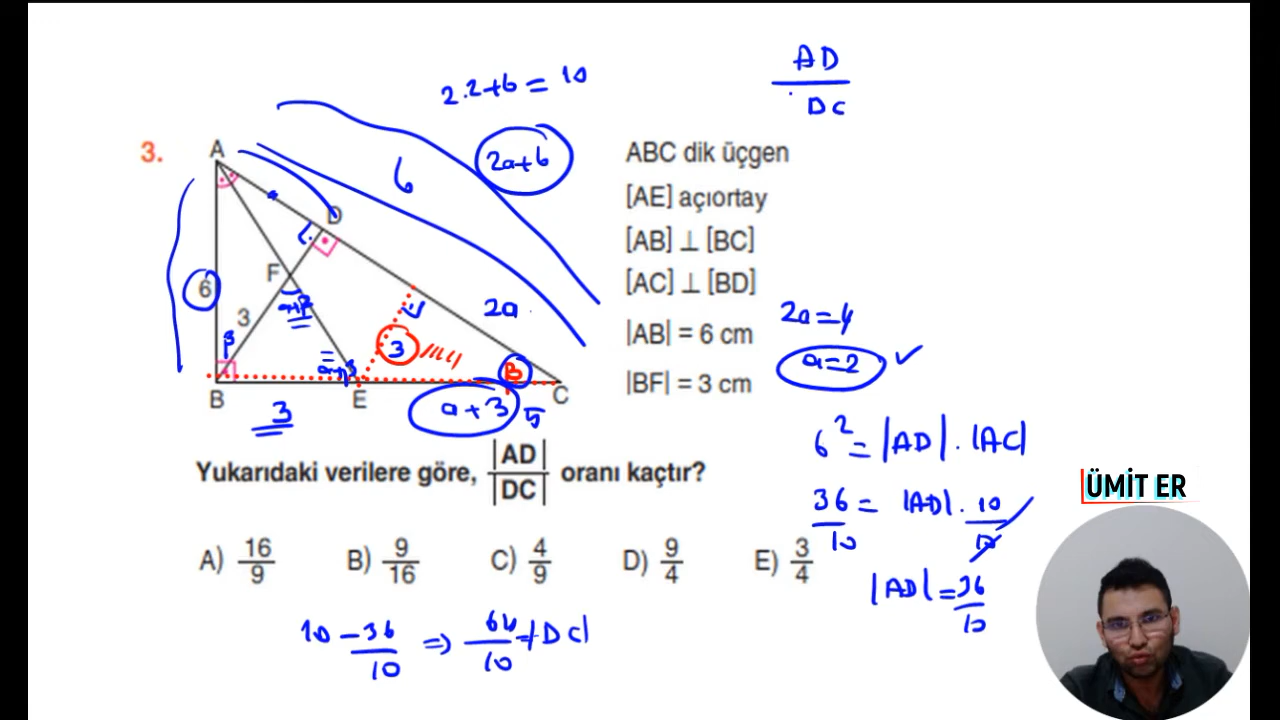 AD
DC
2.2+6 = 10
2a+6
6
3.
A
D
F
B
E
C
6
3
a
β
α+β
α+β
3
2a
B
3
a+3
5
ABC dik üçgen
[AE] açıortay
[AB] ⊥ [BC]
[AC] ⊥ [BD]
|AB| = 6 cm
|BF| = 3 cm
2a=4
a=2
6² = |AD| . |AC|
36/10 = |AD| . 10/10
|AD| = 36/10
Yukarıdaki verilere göre, |AD|/|DC| oranı kaçtır?
A) 16/9 B) 9/16 C) 4/9 D) 9/4 E) 3/4
10 - 36/10 => 64/10 = |DC|
ÜMİT ER